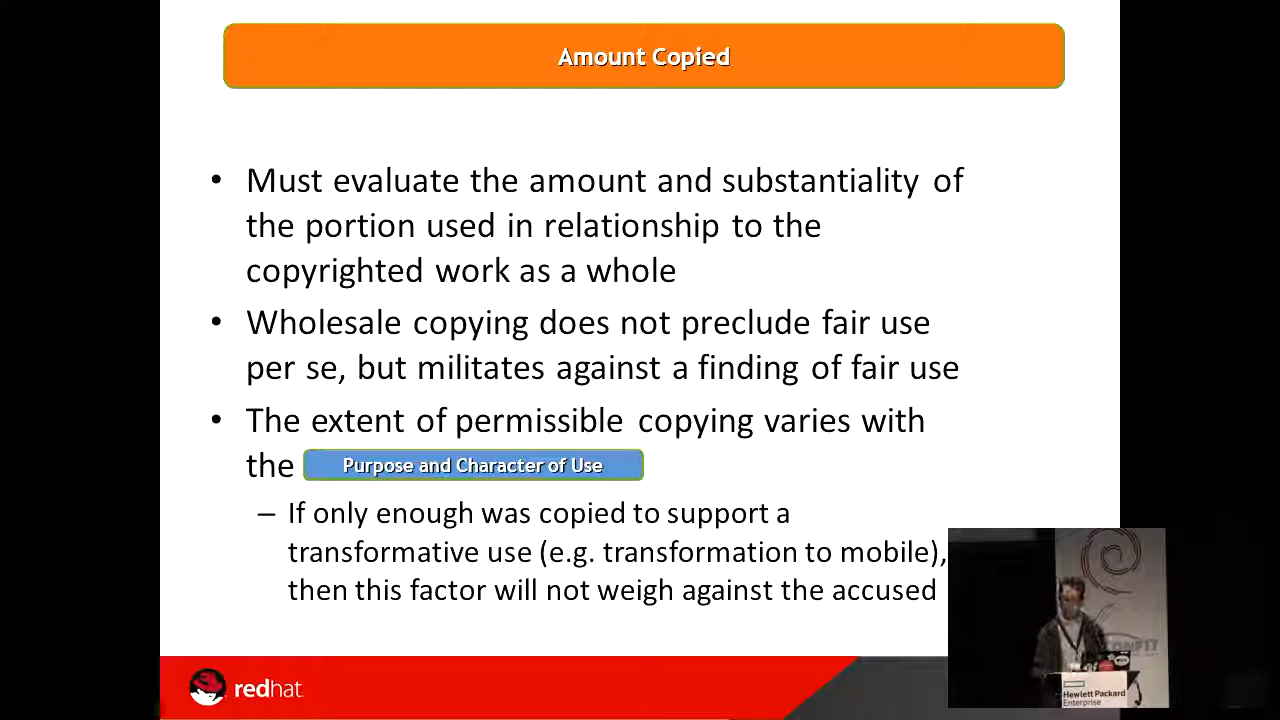 Amount Copied
• Must evaluate the amount and substantiality of
the portion used in relationship to the
copyrighted work as a whole
• Wholesale copying does not preclude fair use
per se, but militates against a finding of fair use
• The extent of permissible copying varies with
the Purpose and Character of Use
– If only enough was copied to support a
transformative use (e.g. transformation to mobile),
then this factor will not weigh against the accused
redhat
Hewlett Packard
Enterprise